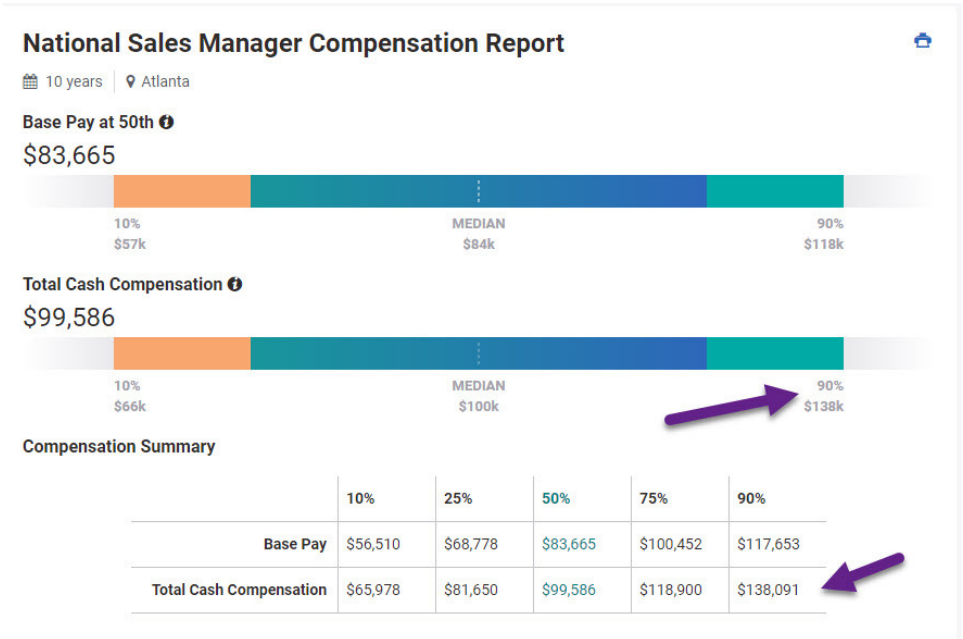 National Sales Manager Compensation Report
10 years Atlanta
Base Pay at 50th
$83,665
10% MEDIAN 90%
$57k $84k $118k
Total Cash Compensation
$99,586
10% MEDIAN 90%
$66k $100k $138k
Compensation Summary
10% 25% 50% 75% 90%
Base Pay $56,510 $68,778 $83,665 $100,452 $117,653
Total Cash Compensation $65,978 $81,650 $99,586 $118,900 $138,091